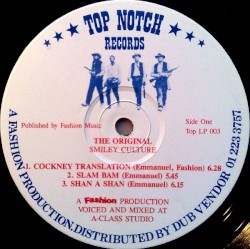 TOP NOTCH
RECORDS
Published by Fashion Music
Side One
Top LP 003
THE ORIGINAL
SMILEY CULTURE
1. COCKNEY TRANSLATION (Emmanuel, Fashion) 6.28
2. SLAM BAM (Emmanuel) 5.45
3. SHAN A SHAN (Emmanuel) 6.15
A Fashion PRODUCTION
VOICED AND MIXED AT
A-CLASS STUDIO
A FASHION PRODUCTION. DISTRIBUTED BY DUB VENDOR 01 223 3757